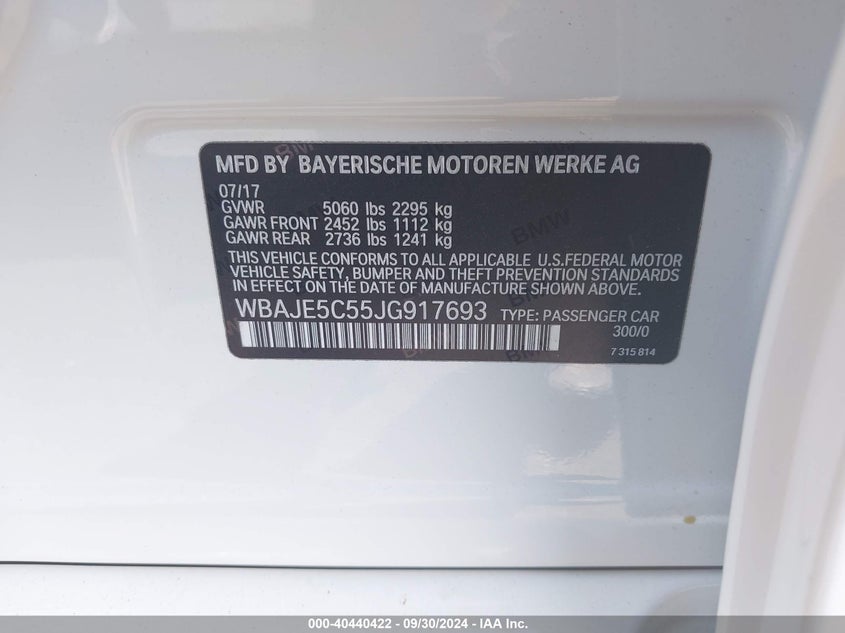 MFD BY BAYERISCHE MOTOREN WERKE AG
07/17
GVWR 5060 lbs 2295 kg
GAWR FRONT 2452 lbs 1112 kg
GAWR REAR 2736 lbs 1241 kg
THIS VEHICLE CONFORMS TO ALL APPLICABLE U.S.FEDERAL MOTOR
VEHICLE SAFETY, BUMPER AND THEFT PREVENTION STANDARDS
IN EFFECT ON THE DATE OF MANUFACTURE SHOWN ABOVE.
WBAJE5C55JG917693 TYPE: PASSENGER CAR
300/0
7 315 814
BMW
000-40440422 - 09/30/2024 - IAA Inc.